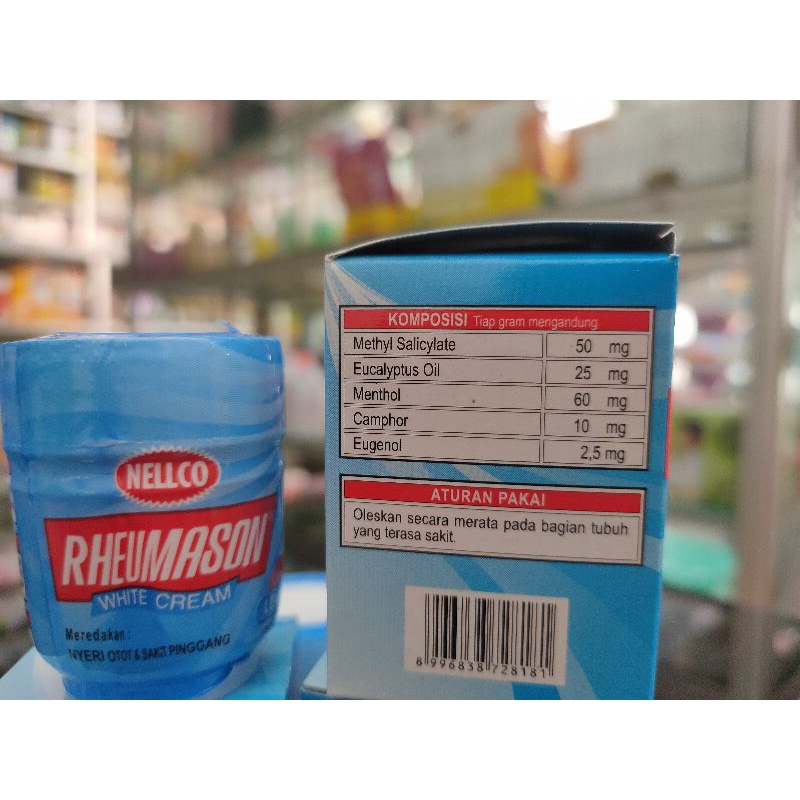 NELLCO
RHEUMASON
WHITE CREAM
Meredakan :
NYERI OTOT & SAKIT PINGGANG
KOMPOSISI Tiap gram mengandung
Methyl Salicylate 50 mg
Eucalyptus Oil 25 mg
Menthol 60 mg
Camphor 10 mg
Eugenol 2,5 mg
ATURAN PAKAI
Oleskan secara merata pada bagian tubuh
yang terasa sakit.
8 996838 728181